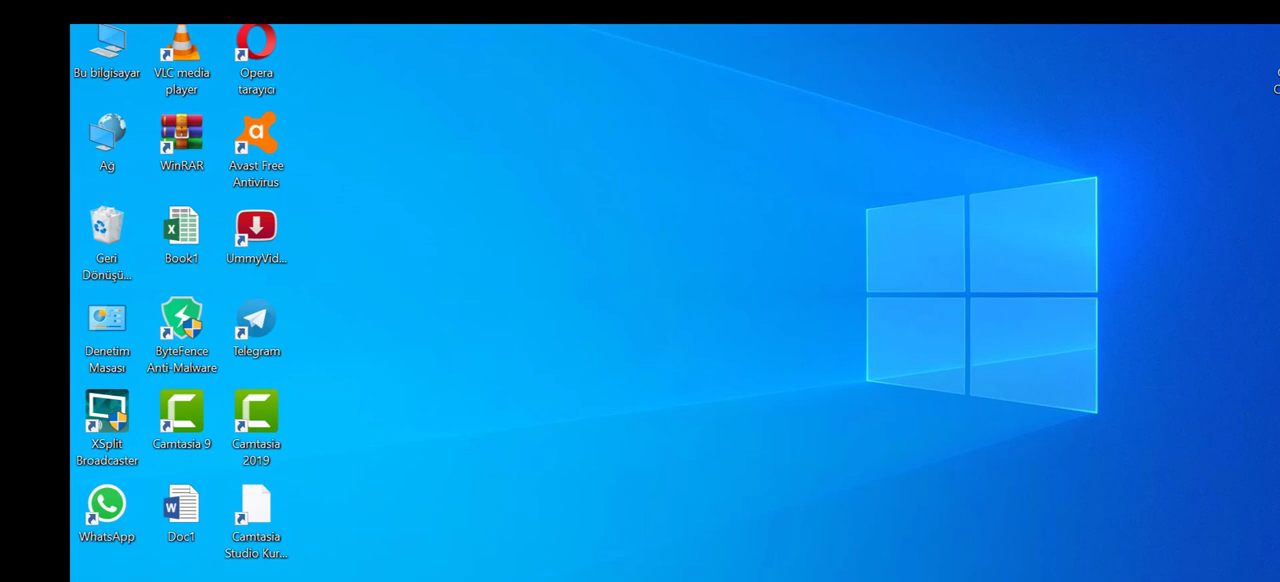 Bu bilgisayar
VLC media
player
Opera
tarayıcı
Ağ
WinRAR
Avast Free
Antivirus
Geri
Dönüşü...
Book1
UmmyVid...
Denetim
Masası
ByteFence
Anti-Malware
Telegram
XSplit
Broadcaster
Camtasia 9
Camtasia
2019
WhatsApp
Doc1
Camtasia
Studio Kur...